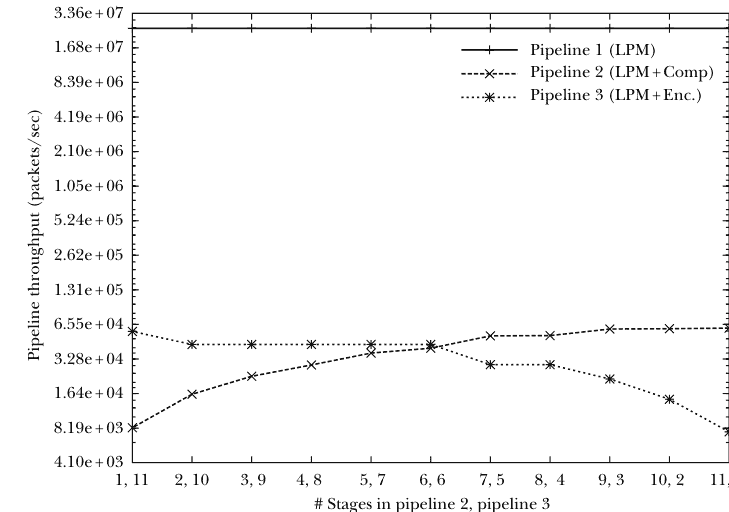 3.36e+07
1.68e+07
8.39e+06
4.19e+06
2.10e+06
1.05e+06
5.24e+05
2.62e+05
1.31e+05
6.55e+04
3.28e+04
1.64e+04
8.19e+03
4.10e+03
Pipeline throughput (packets/sec)
Pipeline 1 (LPM)
Pipeline 2 (LPM+Comp)
Pipeline 3 (LPM+Enc.)
1, 11 2, 10 3, 9 4, 8 5, 7 6, 6 7, 5 8, 4 9, 3 10, 2 11,
# Stages in pipeline 2, pipeline 3